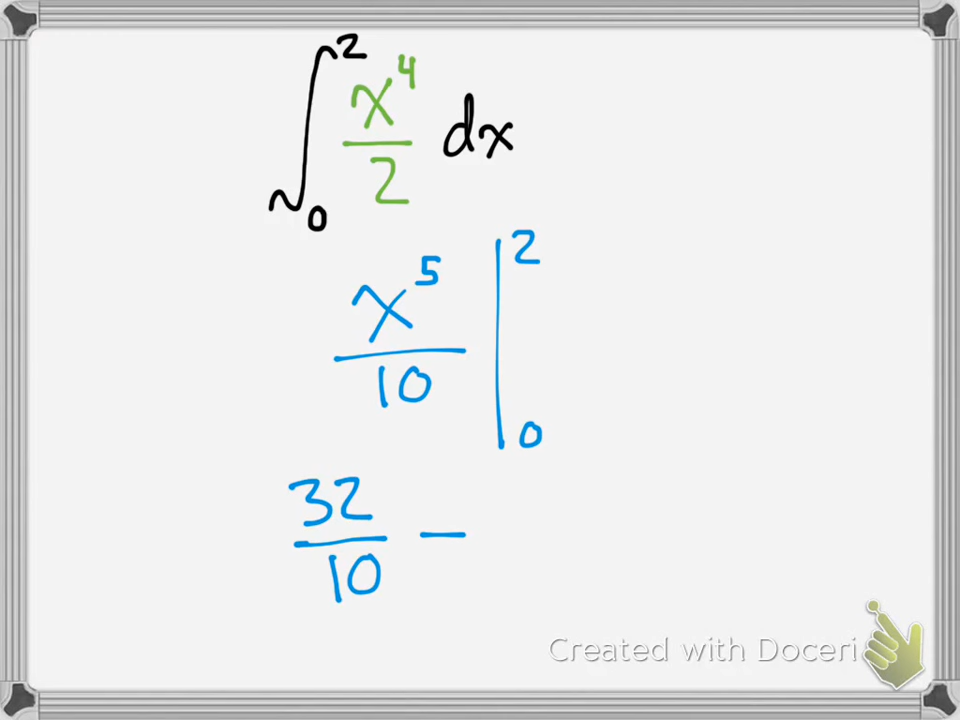 ∫₀² x⁴/2 dx
x⁵/10 |₀²
32/10 −
Created with Doceri